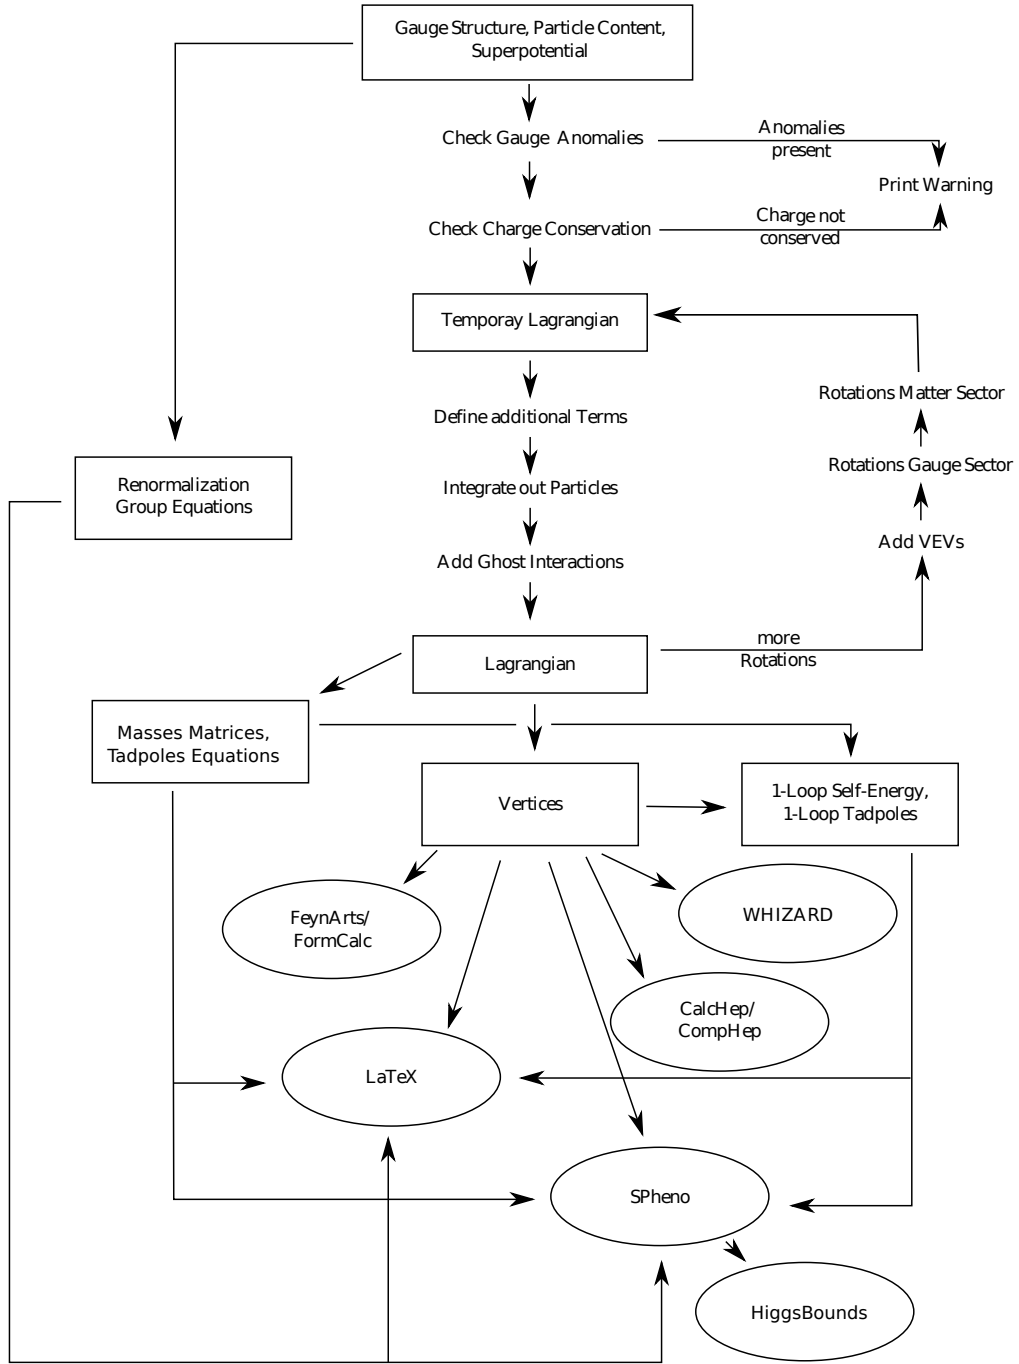 Gauge Structure, Particle Content,
Superpotential
Check Gauge Anomalies
Anomalies
present
Print Warning
Check Charge Conservation
Charge not
conserved
Temporay Lagrangian
Rotations Matter Sector
Define additional Terms
Rotations Gauge Sector
Renormalization
Group Equations
Integrate out Particles
Add VEVs
Add Ghost Interactions
more
Rotations
Lagrangian
Masses Matrices,
Tadpoles Equations
Vertices
1-Loop Self-Energy,
1-Loop Tadpoles
FeynArts/
FormCalc
WHIZARD
CalcHep/
CompHep
LaTeX
SPheno
HiggsBounds